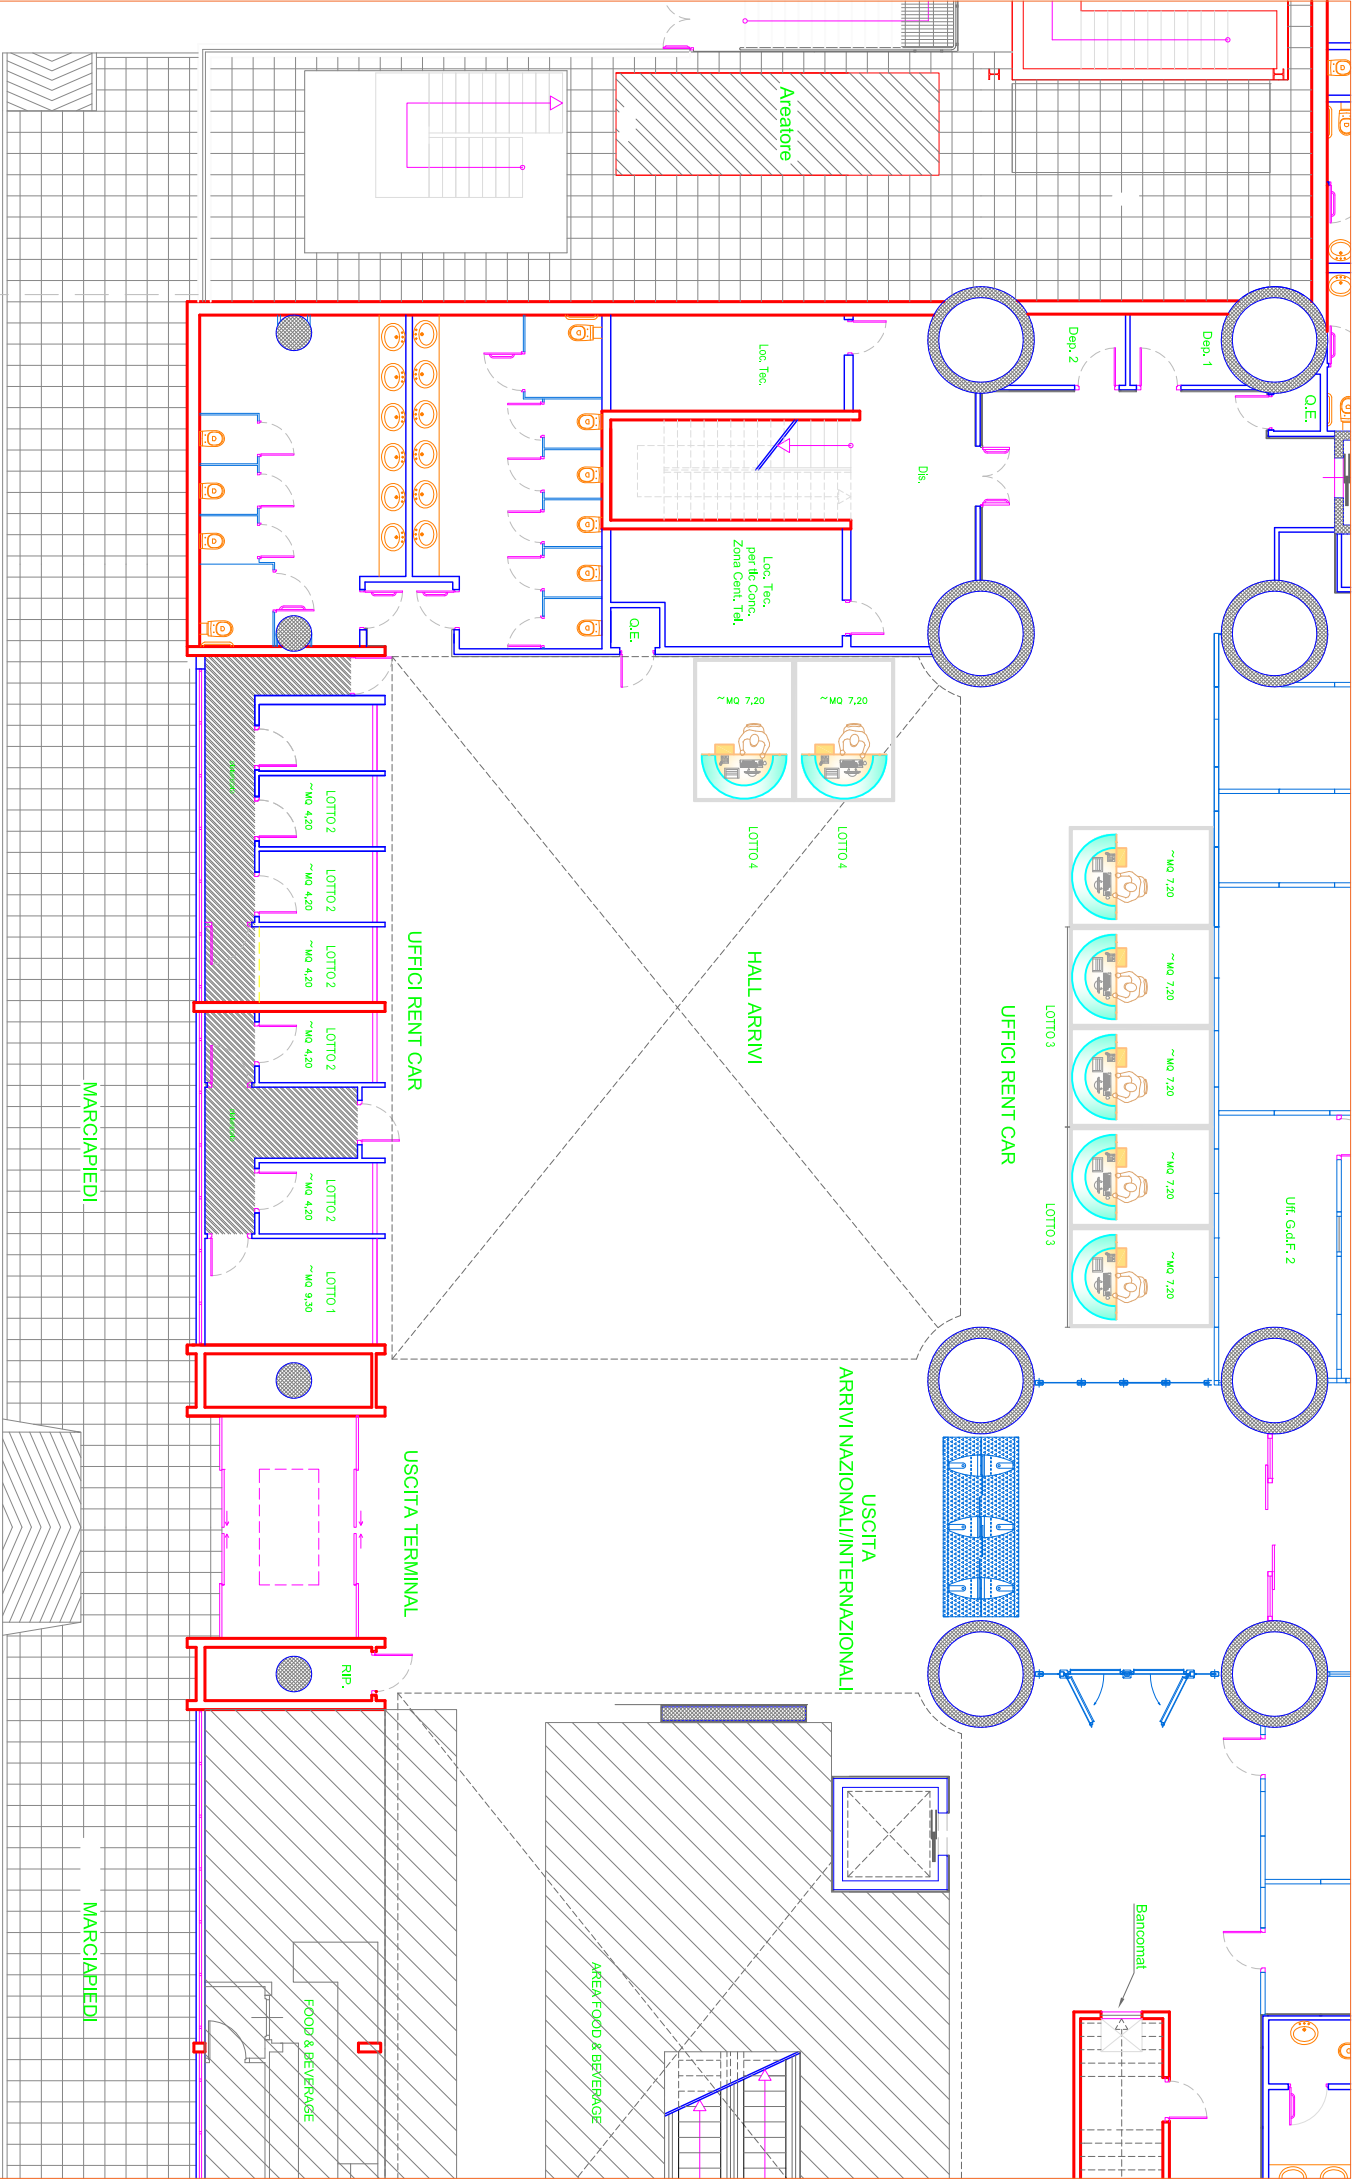 Areatore
Dep. 2
Dep. 1
Q.E.
Loc. Tec.
Dis.
Loc. Tec.
per tic Conc.
Zona Cent. Tel.
Q.E.
~MQ 7,20
~MQ 7,20
LOTTO 4
LOTTO 4
~MQ 7,20
~MQ 7,20
~MQ 7,20
~MQ 7,20
~MQ 7,20
LOTTO 3
LOTTO 3
UFFICI RENT CAR
HALL ARRIVI
UFFICI RENT CAR
LOTTO 2
~MQ 4,20
LOTTO 2
~MQ 4,20
LOTTO 2
~MQ 4,20
LOTTO 2
~MQ 4,20
LOTTO 2
~MQ 4,20
LOTTO 1
~MQ 9,30
Uff. G.d.F. 2
MARCIAPIEDI
USCITA
ARRIVI NAZIONALI/INTERNAZIONALI
USCITA TERMINAL
RIP.
Bancomat
AREA FOOD & BEVERAGE
FOOD & BEVERAGE
MARCIAPIEDI